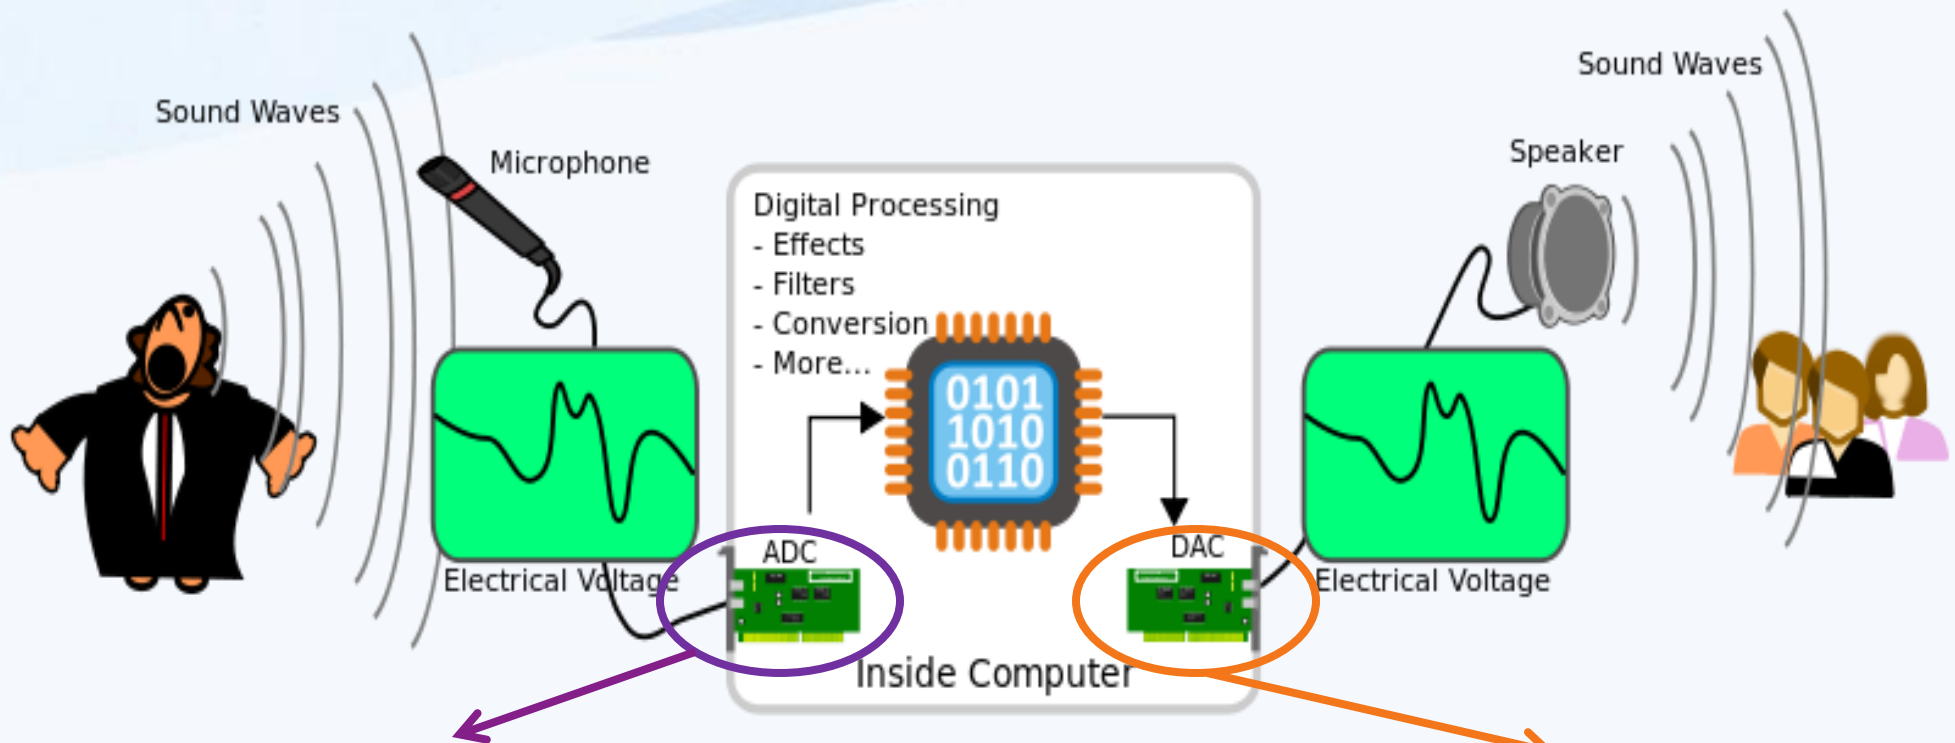 Sound Waves
Microphone
Electrical Voltage
Digital Processing
- Effects
- Filters
- Conversion
- More...
0101
1010
0110
ADC
DAC
Inside Computer
Electrical Voltage
Speaker
Sound Waves